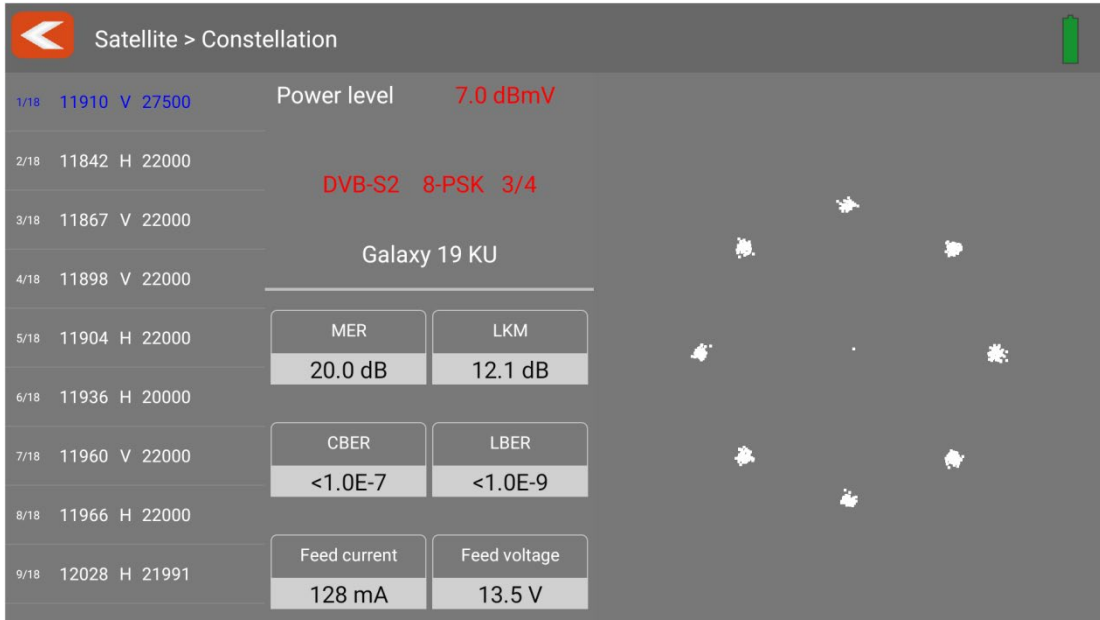 Satellite > Constellation
1/18 11910 V 27500
2/18 11842 H 22000
3/18 11867 V 22000
4/18 11898 V 22000
5/18 11904 H 22000
6/18 11936 H 20000
7/18 11960 V 22000
8/18 11966 H 22000
9/18 12028 H 21991
Power level 7.0 dBmV
DVB-S2 8-PSK 3/4
Galaxy 19 KU
MER LKM
20.0 dB 12.1 dB
CBER LBER
<1.0E-7 <1.0E-9
Feed current Feed voltage
128 mA 13.5 V